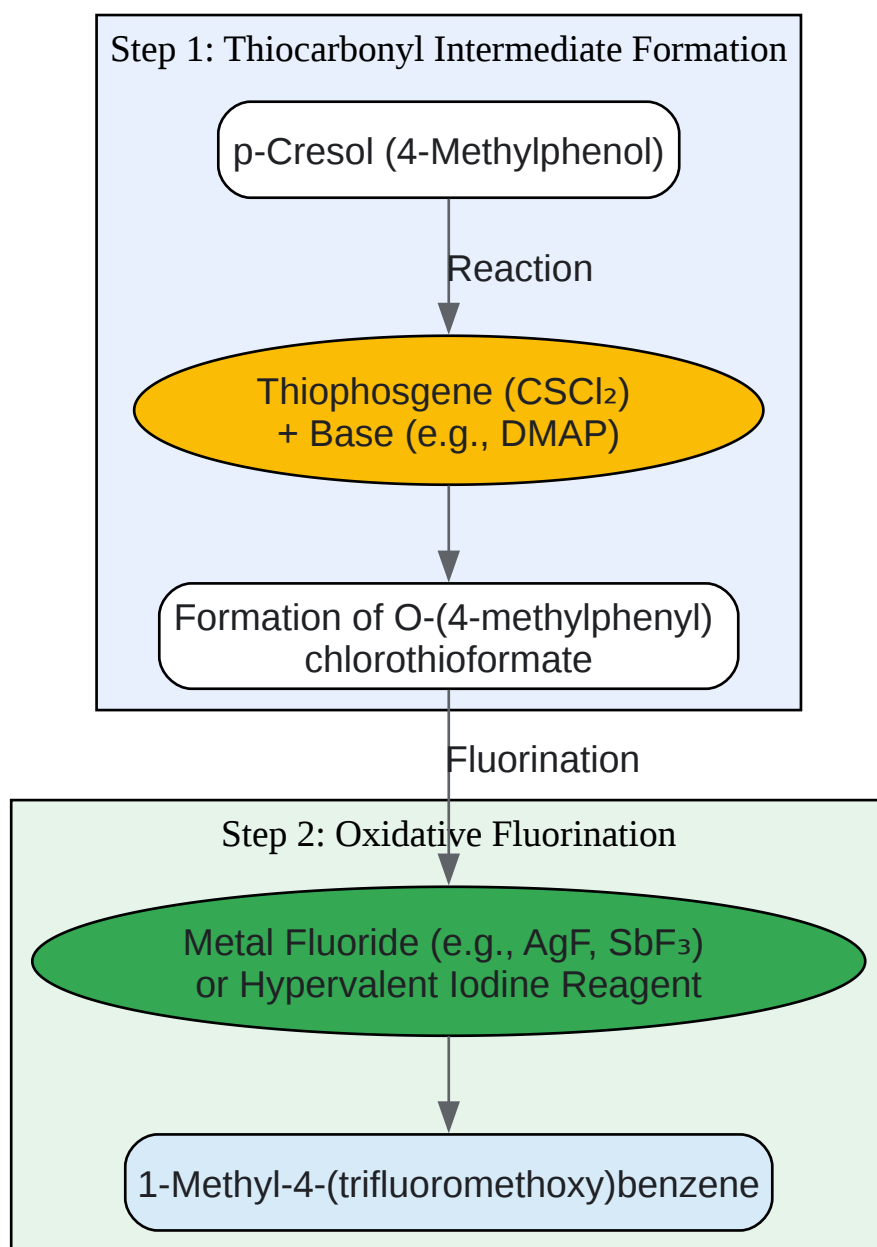 Step 1: Thiocarbonyl Intermediate Formation
p-Cresol (4-Methylphenol)
Reaction
Thiophosgene (CSCl₂)
+ Base (e.g., DMAP)
Formation of O-(4-methylphenyl)
chlorothioformate
Fluorination
Step 2: Oxidative Fluorination
Metal Fluoride (e.g., AgF, SbF₃)
or Hypervalent Iodine Reagent
1-Methyl-4-(trifluoromethoxy)benzene